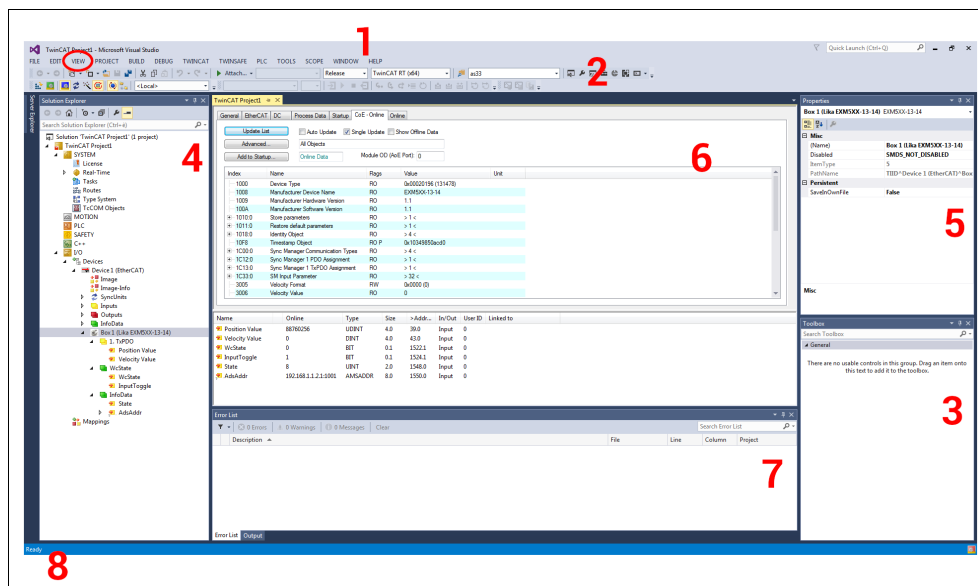 1
TwinCAT Project1 - Microsoft Visual Studio
Quick Launch (Ctrl+Q)
FILE EDIT VIEW PROJECT BUILD DEBUG TWINCAT TWINSAFE PLC TOOLS SCOPE WINDOW HELP
2
Attach... Release TwinCAT RT (x64) as33
<Local>
Server Explorer
Solution Explorer
Search Solution Explorer (Ctrl+è)
4
Solution 'TwinCAT Project1' (1 project)
TwinCAT Project1
SYSTEM
License
Real-Time
Tasks
Routes
Type System
TcCOM Objects
MOTION
PLC
SAFETY
C++
I/O
Devices
Device 1 (EtherCAT)
Image
Image-Info
SyncUnits
Inputs
Outputs
InfoData
Box 1 (Lika EXM5XX-13-14)
1. TxPDO
Position Value
Velocity Value
WcState
WcState
InputToggle
InfoData
State
AdsAddr
Mappings
TwinCAT Project1
General EtherCAT DC Process Data Startup CoE - Online Online
6
Update List Auto Update Single Update Show Offline Data
Advanced... All Objects
Add to Startup... Online Data Module OD (AoE Port): 0
Index Name Flags Value Unit
1000 Device Type RO 0x00020196 (131478)
1008 Manufacturer Device Name RO EXM5XX-13-14
1009 Manufacturer Hardware Version RO 1.1
100A Manufacturer Software Version RO 1.1
1010:0 Store parameters RO > 1 <
1011:0 Restore default parameters RO > 1 <
1018:0 Identity Object RO > 4 <
10F8 Timestamp Object RO P 0x10349850acd0
1C00:0 Sync Manager Communication Types RO > 4 <
1C12:0 Sync Manager 1 PDO Assignment RO > 1 <
1C13:0 Sync Manager 1 TxPDO Assignment RO > 1 <
1C33:0 SM Input Parameter RO > 32 <
3005 Velocity Format RW 0x0000 (0)
3006 Velocity Value RO 0
Name Online Type Size >Addr... In/Out User ID Linked to
Position Value 88760256 UDINT 4.0 39.0 Input 0
Velocity Value 0 DINT 4.0 43.0 Input 0
WcState 0 BIT 0.1 1522.1 Input 0
InputToggle 1 BIT 0.1 1524.1 Input 0
State 8 UINT 2.0 1548.0 Input 0
AdsAddr 192.168.1.1.2.1:1001 AMSADDR 8.0 1550.0 Input 0
Error List
0 Errors 0 Warnings 0 Messages Clear Search Error List
Description File Line Column Project
7
Error List Output
Properties
Box 1 (Lika EXM5XX-13-14) EXM5XX-13-14
Misc
(Name) Box 1 (Lika EXM5XX-13-14)
Disabled SMDS_NOT_DISABLED
ItemType 5
PathName TIID^Device 1 (EtherCAT)^Box
Persistent
SaveInOwnFile False
5
Misc
Toolbox
Search Toolbox
General
There are no usable controls in this group. Drag an item onto
this text to add it to the toolbox.
3
Ready
8